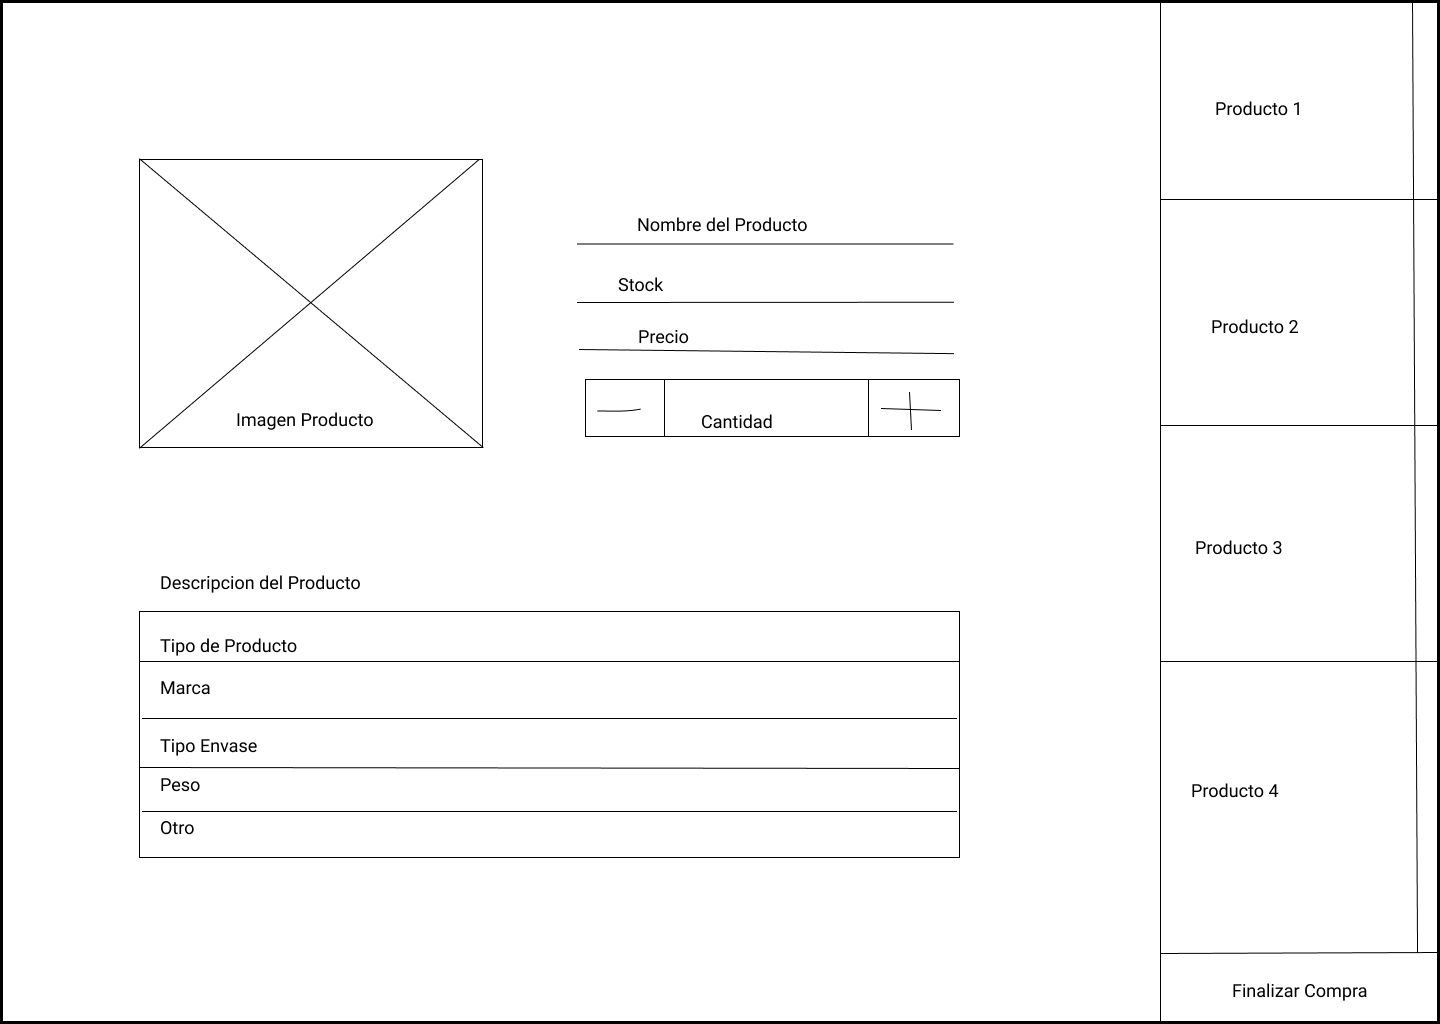 Nombre del Producto
Stock
Precio
Imagen Producto
Cantidad
Descripcion del Producto
Tipo de Producto
Marca
Tipo Envase
Peso
Otro
Producto 1
Producto 2
Producto 3
Producto 4
Finalizar Compra